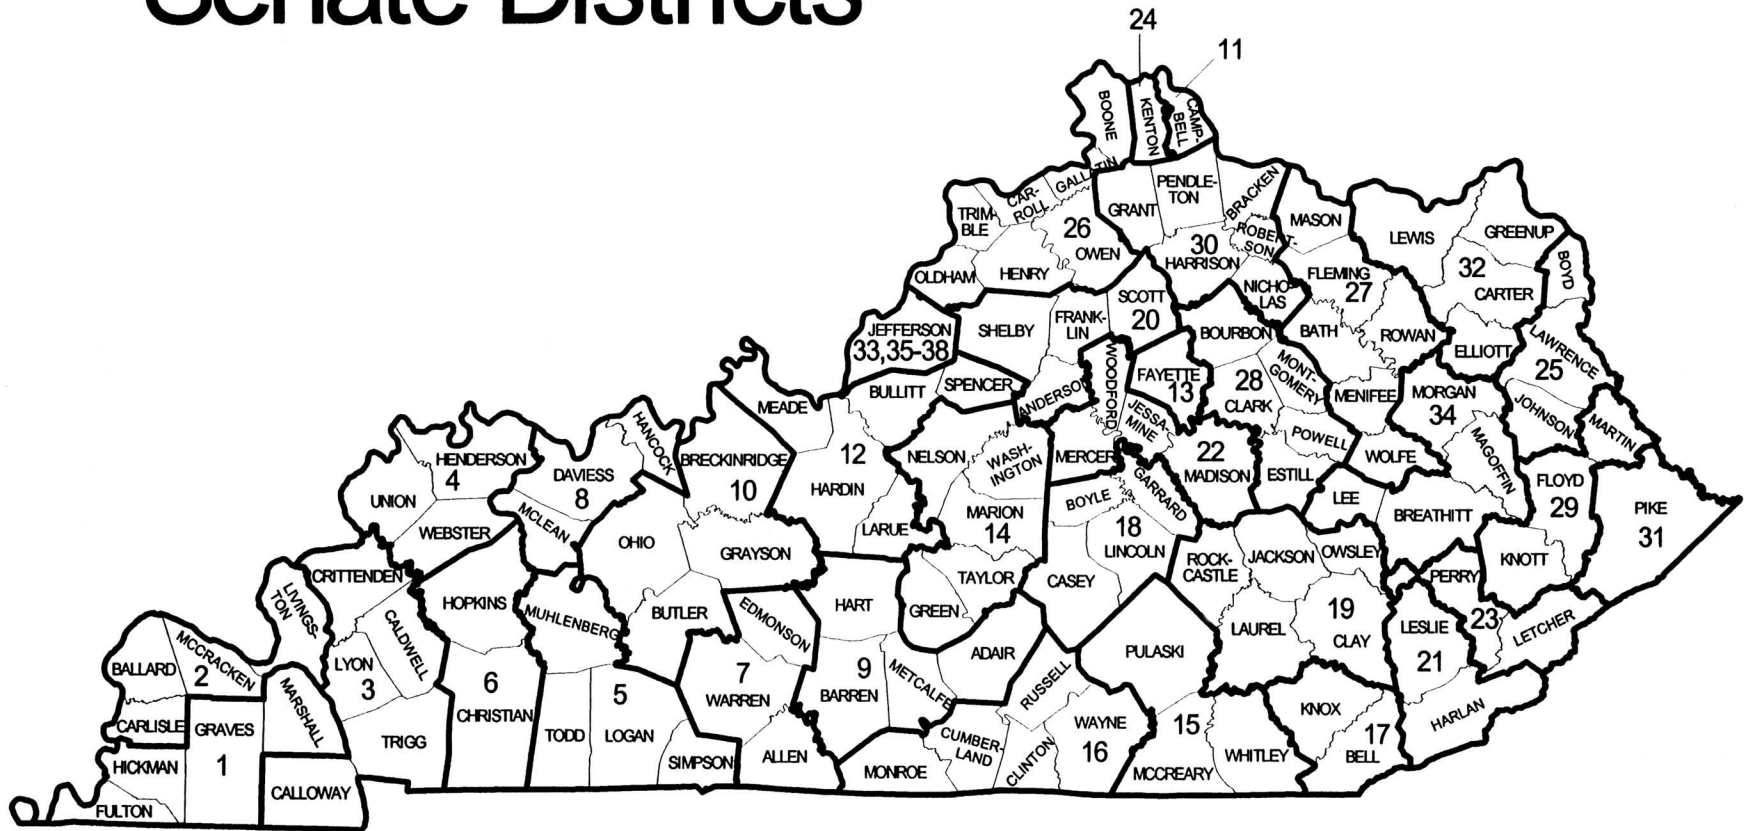 Senate Districts
24
11
BOONE
KENTON
CAMP-
BELL
GALLATIN
CAR-
ROLL
TRIM-
BLE
GRANT
PENDLE-
TON
BRACKEN
MASON
LEWIS
GREENUP
26
OWEN
ROBERT-
SON
30
HARRISON
OLDHAM
HENRY
FLEMING
27
32
CARTER
BOYD
NICHO-
LAS
SCOTT
20
JEFFERSON
33,35-38
SHELBY
FRANK-
LIN
BOURBON
BATH
ROWAN
ELLIOTT
LAWRENCE
25
WOODFORD
FAYETTE
13
28
CLARK
MONT-
GOMERY
MENIFEE
MORGAN
34
JOHNSON
MARTIN
BULLITT
SPENCER
ANDERSON
JESSA-
MINE
MEADE
HANCOCK
BRECKINRIDGE
10
12
HARDIN
NELSON
WASH-
INGTON
MERCER
22
MADISON
POWELL
ESTILL
WOLFE
MAGOFFIN
FLOYD
29
PIKE
31
HENDERSON
4
UNION
WEBSTER
DAVIESS
8
MCLEAN
LARUE
MARION
14
BOYLE
GARRARD
18
LINCOLN
LEE
BREATHITT
KNOTT
OHIO
GRAYSON
TAYLOR
GREEN
CASEY
ROCK-
CASTLE
JACKSON
OWSLEY
PERRY
23
LETCHER
CRITTENDEN
LIVINGS-
TON
CALDWELL
HOPKINS
MUHLENBERG
BUTLER
EDMONSON
HART
LAUREL
19
CLAY
LESLIE
21
HARLAN
BALLARD
MCCRACKEN
2
MARSHALL
LYON
3
6
CHRISTIAN
5
7
WARREN
9
BARREN
METCALFE
ADAIR
RUSSELL
PULASKI
CARLISLE
GRAVES
1
TRIGG
TODD
LOGAN
SIMPSON
ALLEN
MONROE
CUMBER-
LAND
CLINTON
WAYNE
16
15
MCCREARY
WHITLEY
KNOX
17
BELL
HICKMAN
FULTON
CALLOWAY